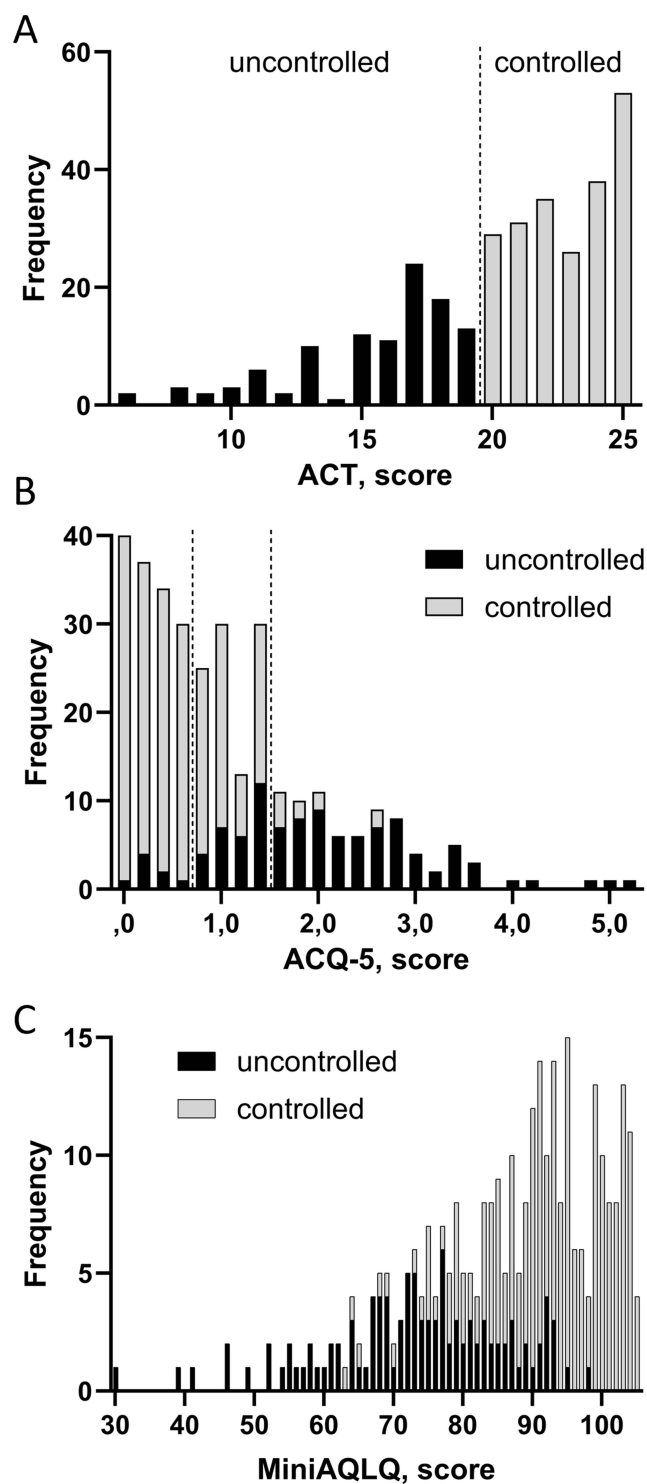 A
uncontrolled controlled
60
40
20
0
Frequency
10 15 20 25
ACT, score
B
uncontrolled
controlled
40
30
20
10
0
Frequency
,0 1,0 2,0 3,0 4,0 5,0
ACQ-5, score
C
uncontrolled
controlled
15
10
5
0
Frequency
30 40 50 60 70 80 90 100
MiniAQLQ, score